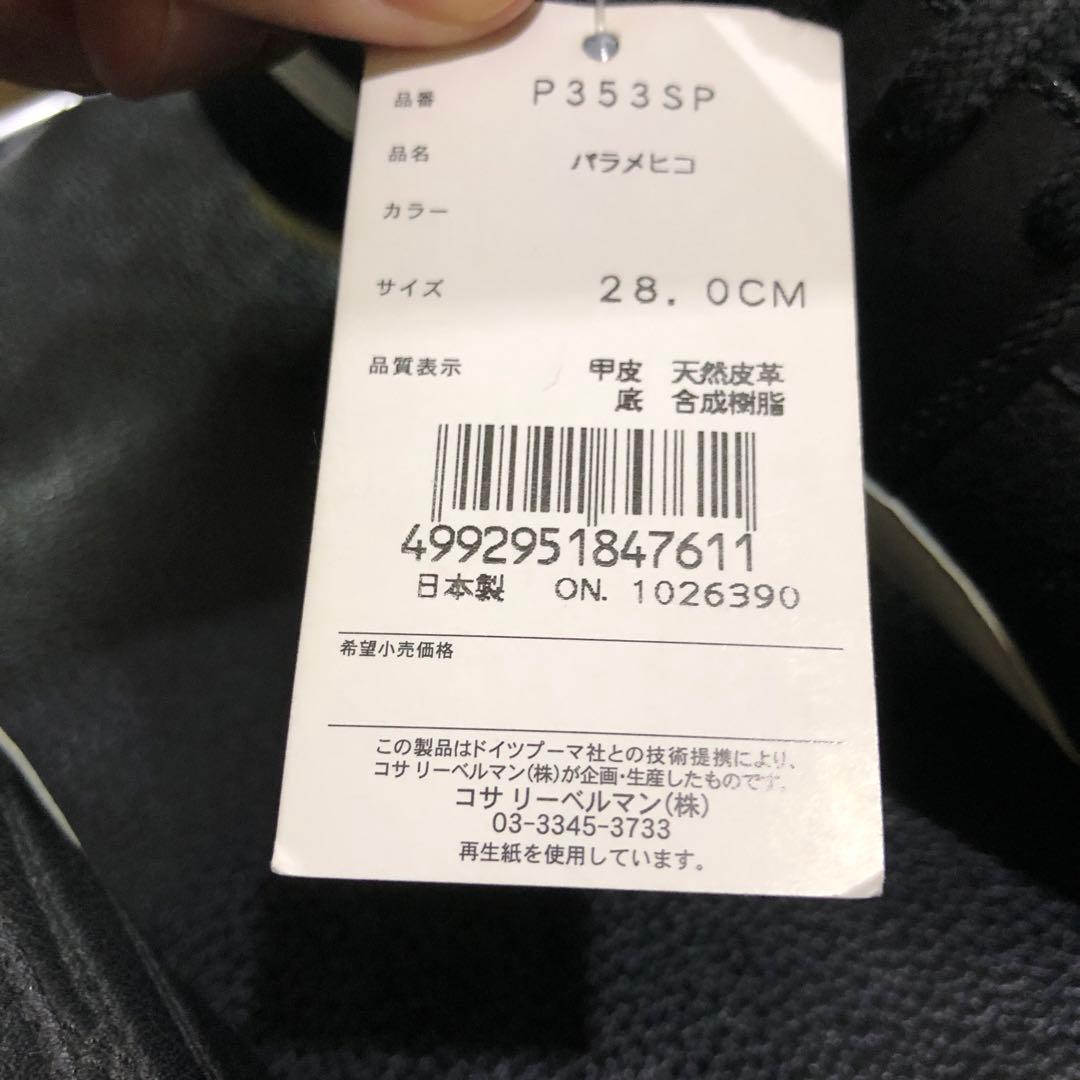 品番 P353SP
品名 パラメヒコ
カラー
サイズ 28.0CM
品質表示 甲皮 天然皮革
底 合成樹脂
4992951847611
日本製 ON. 1026390
希望小売価格
この製品はドイツプーマ社との技術提携により、
コサ リーベルマン(株)が企画・生産したものです。
コサ リーベルマン(株)
03-3345-3733
再生紙を使用しています。